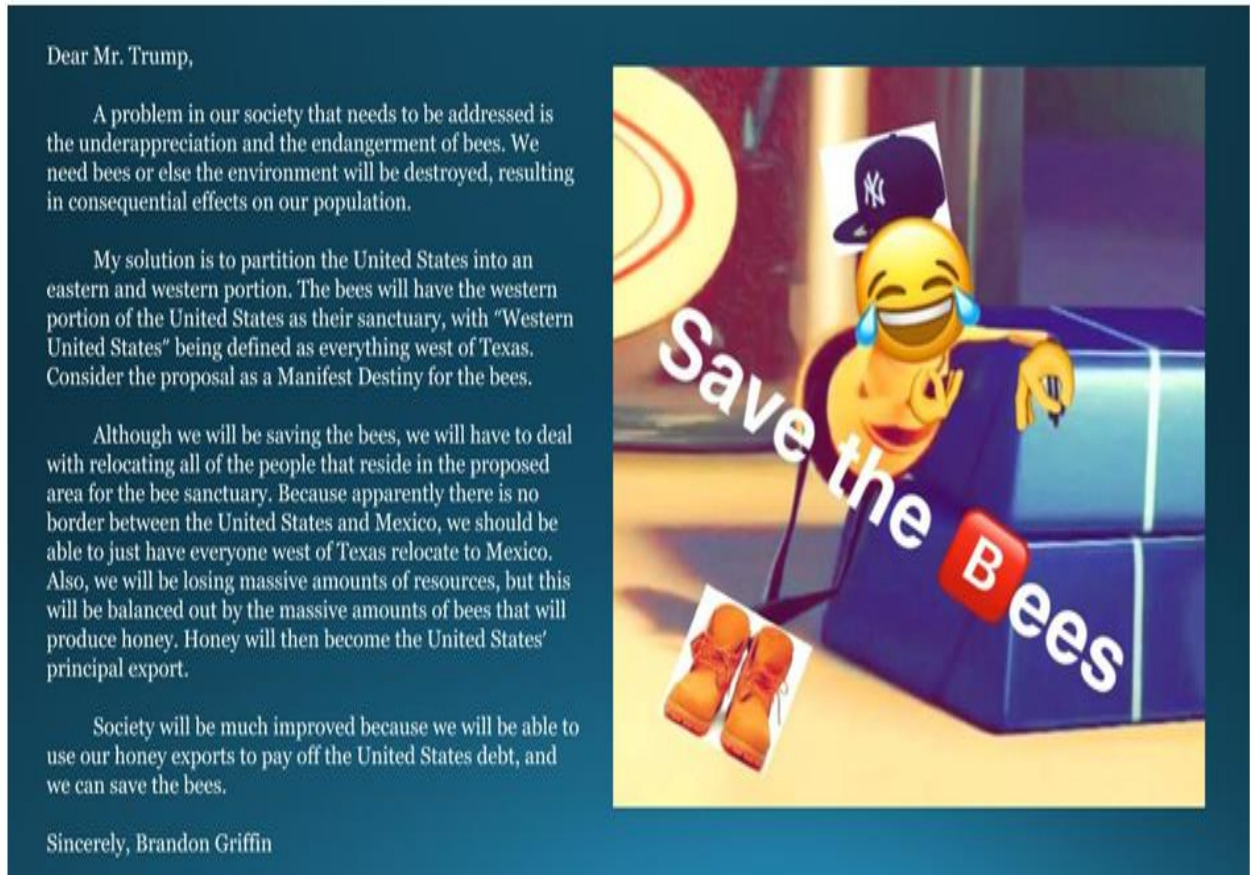 Dear Mr. Trump,
A problem in our society that needs to be addressed is
the underappreciation and the endangerment of bees. We
need bees or else the environment will be destroyed, resulting
in consequential effects on our population.
My solution is to partition the United States into an
eastern and western portion. The bees will have the western
portion of the United States as their sanctuary, with "Western
United States" being defined as everything west of Texas.
Consider the proposal as a Manifest Destiny for the bees.
Although we will be saving the bees, we will have to deal
with relocating all of the people that reside in the proposed
area for the bee sanctuary. Because apparently there is no
border between the United States and Mexico, we should be
able to just have everyone west of Texas relocate to Mexico.
Also, we will be losing massive amounts of resources, but this
will be balanced out by the massive amounts of bees that will
produce honey. Honey will then become the United States'
principal export.
Society will be much improved because we will be able to
use our honey exports to pay off the United States debt, and
we can save the bees.
Sincerely, Brandon Griffin
NY
Save the Bees